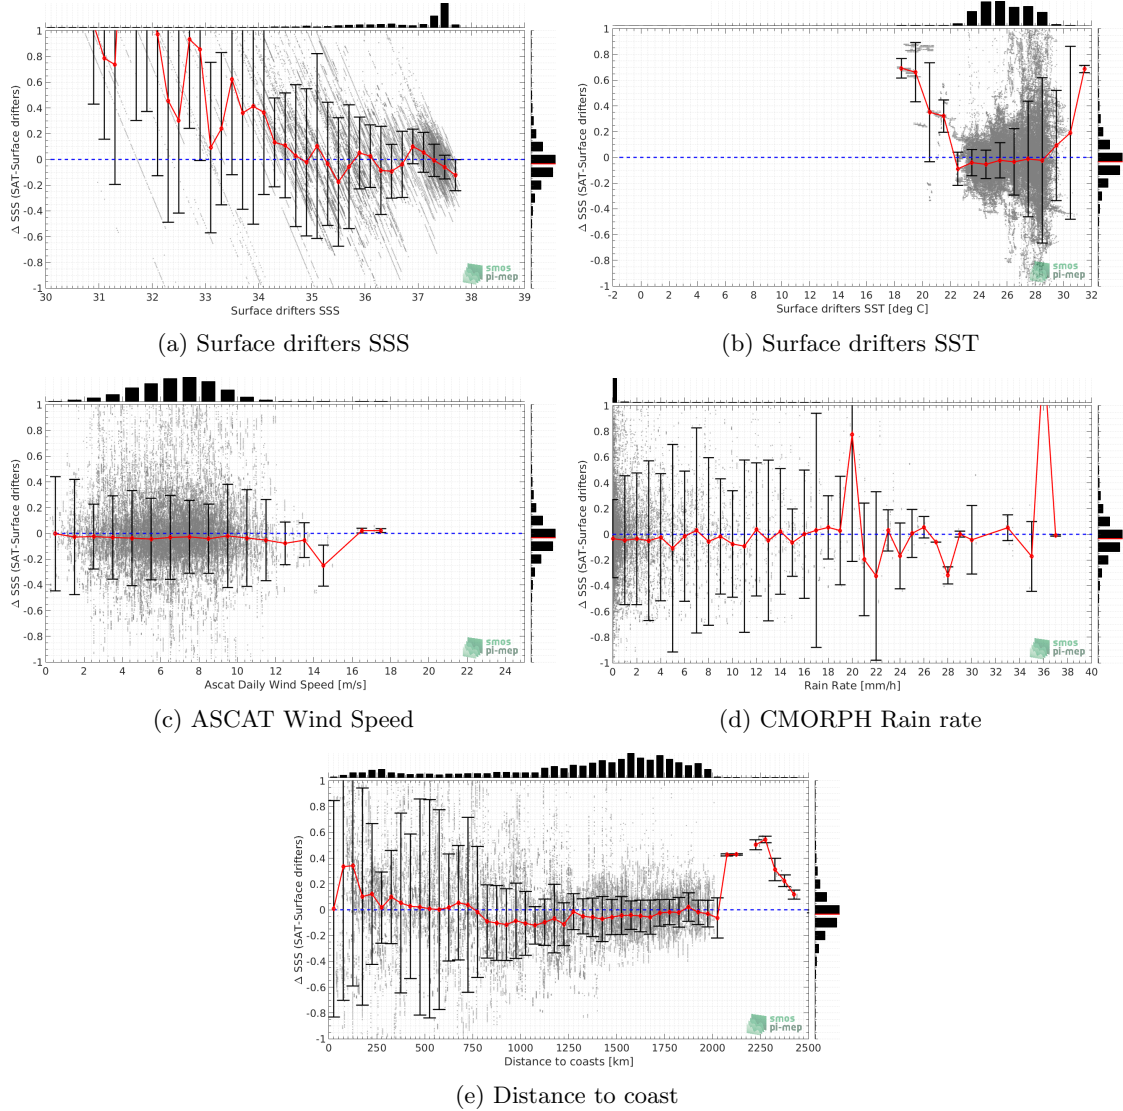 1
0.8
0.6
0.4
0.2
0
-0.2
-0.4
-0.6
-0.8
-1
Δ SSS (SAT-Surface drifters)
30 31 32 33 34 35 36 37 38 39
Surface drifters SSS
smos
pi-mep
(a) Surface drifters SSS
1
0.8
0.6
0.4
0.2
0
-0.2
-0.4
-0.6
-0.8
-1
Δ SSS (SAT-Surface drifters)
-2 0 2 4 6 8 10 12 14 16 18 20 22 24 26 28 30 32
Surface drifters SST [deg C]
smos
pi-mep
(b) Surface drifters SST
1
0.8
0.6
0.4
0.2
0
-0.2
-0.4
-0.6
-0.8
-1
Δ SSS (SAT-Surface drifters)
0 2 4 6 8 10 12 14 16 18 20 22 24
Ascat Daily Wind Speed [m/s]
smos
pi-mep
(c) ASCAT Wind Speed
1
0.8
0.6
0.4
0.2
0
-0.2
-0.4
-0.6
-0.8
-1
Δ SSS (SAT-Surface drifters)
0 2 4 6 8 10 12 14 16 18 20 22 24 26 28 30 32 34 36 38 40
Rain Rate [mm/h]
smos
pi-mep
(d) CMORPH Rain rate
1
0.8
0.6
0.4
0.2
0
-0.2
-0.4
-0.6
-0.8
-1
Δ SSS (SAT-Surface drifters)
0 250 500 750 1000 1250 1500 1750 2000 2250 2500
Distance to coasts [km]
smos
pi-mep
(e) Distance to coast